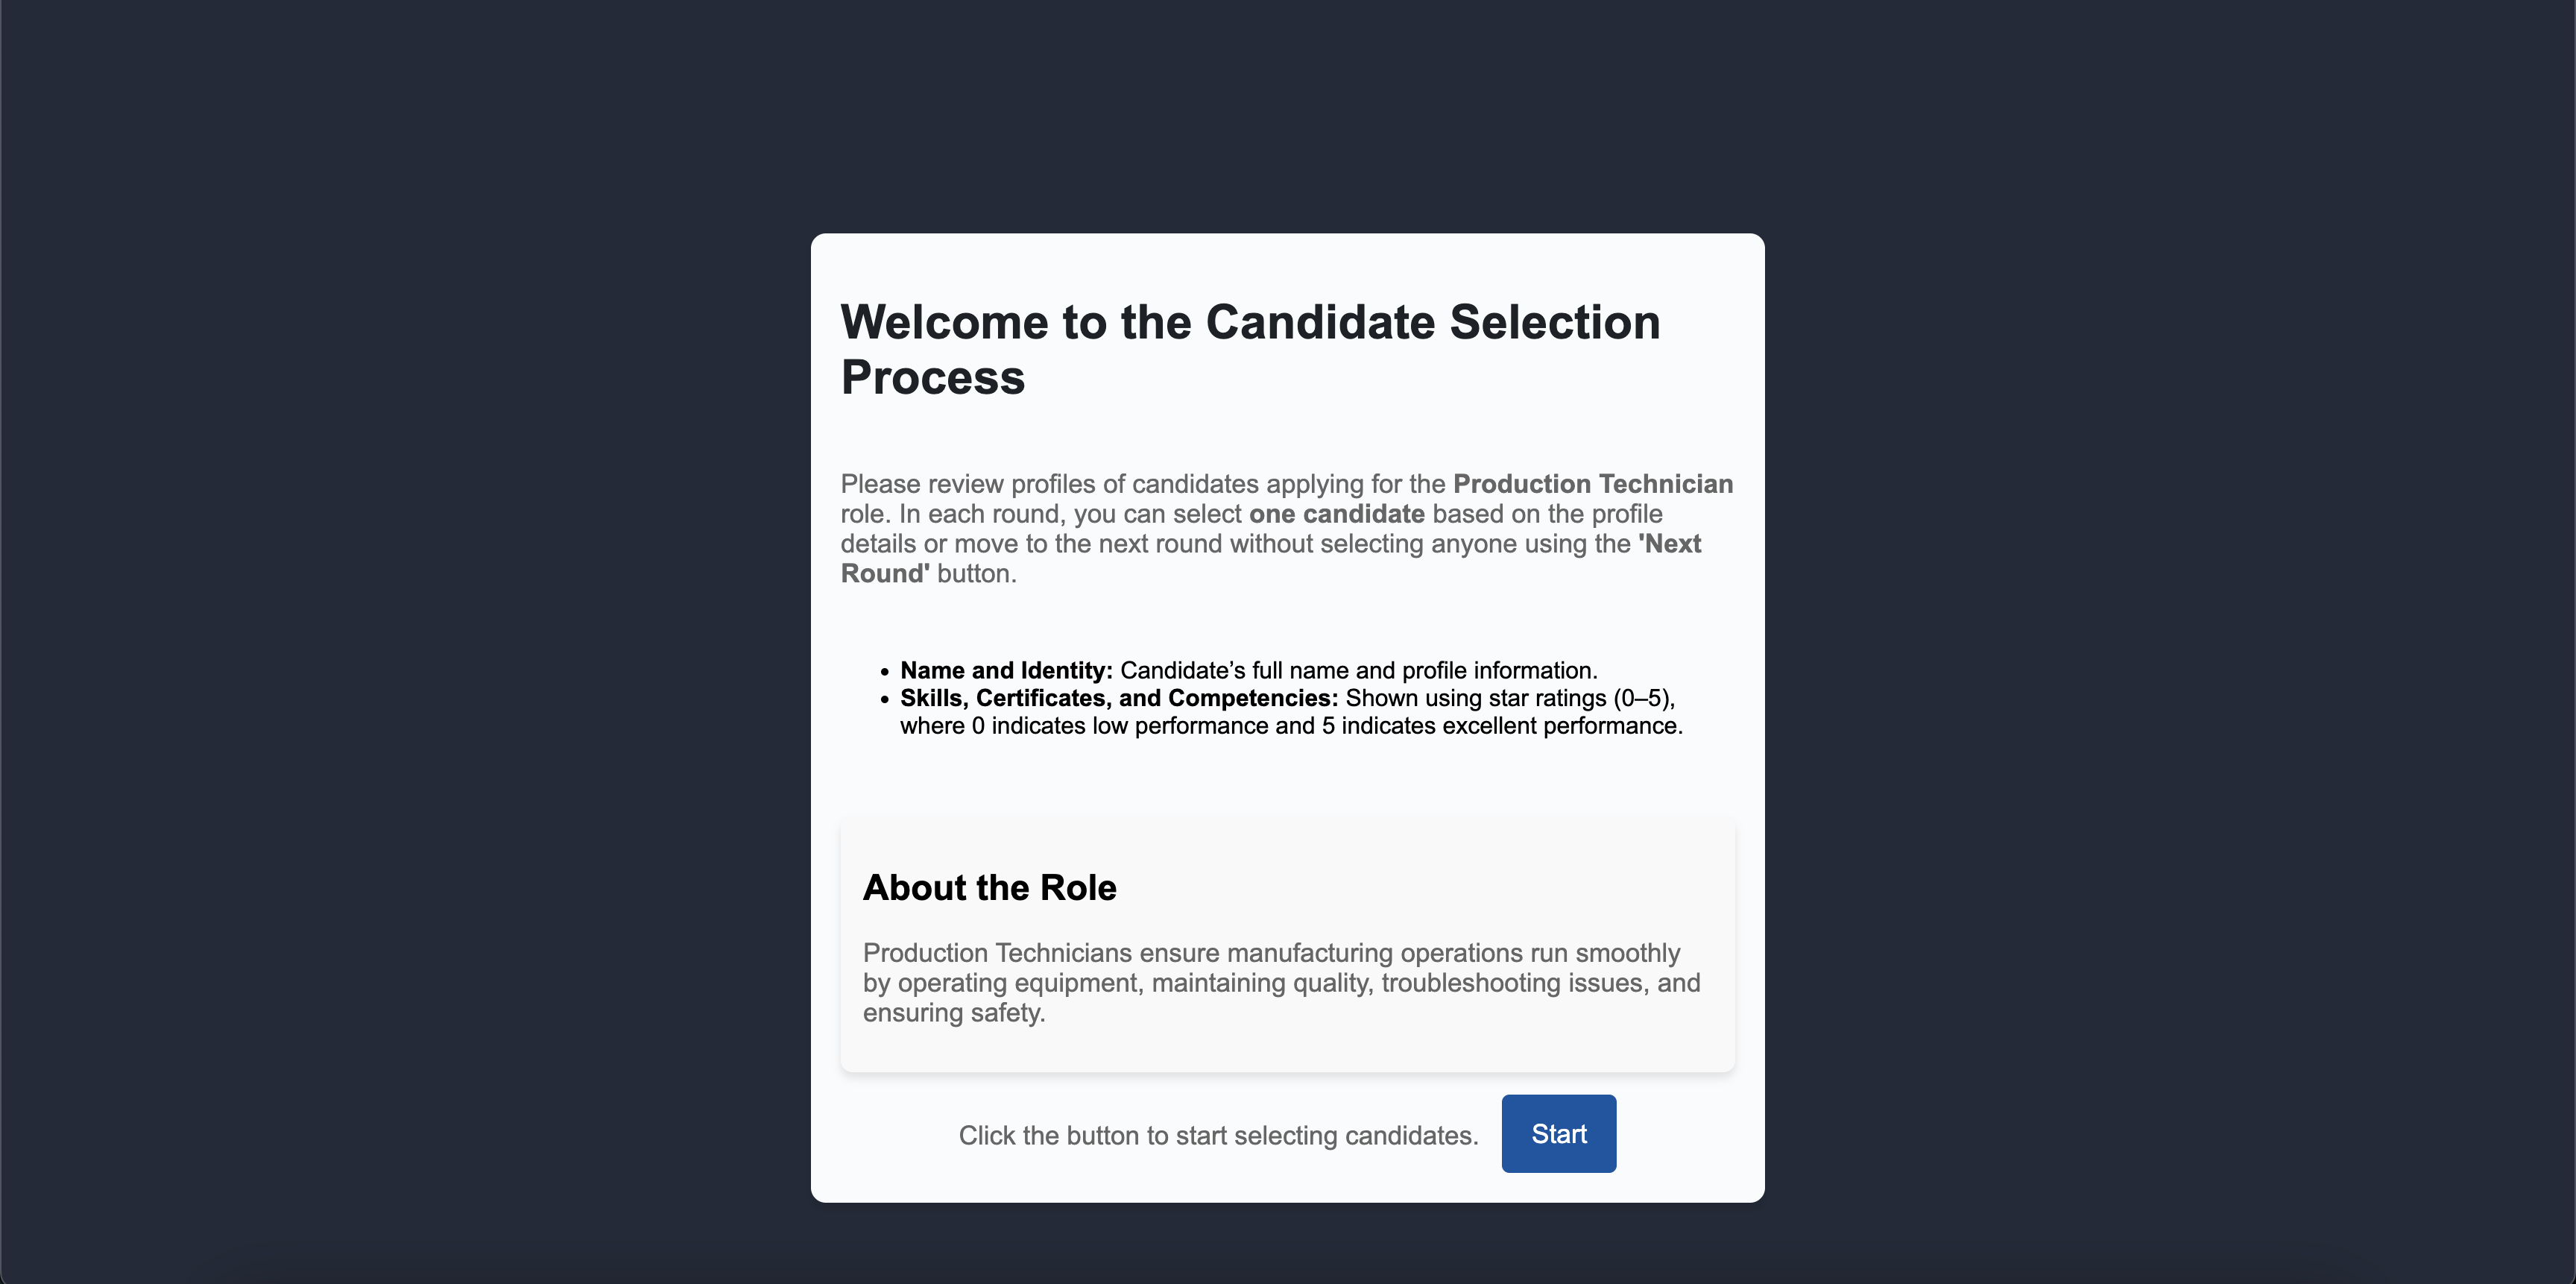 Welcome to the Candidate Selection
Process
Please review profiles of candidates applying for the Production Technician
role. In each round, you can select one candidate based on the profile
details or move to the next round without selecting anyone using the 'Next
Round' button.
• Name and Identity: Candidate’s full name and profile information.
• Skills, Certificates, and Competencies: Shown using star ratings (0–5),
where 0 indicates low performance and 5 indicates excellent performance.
About the Role
Production Technicians ensure manufacturing operations run smoothly
by operating equipment, maintaining quality, troubleshooting issues, and
ensuring safety.
Click the button to start selecting candidates.
Start